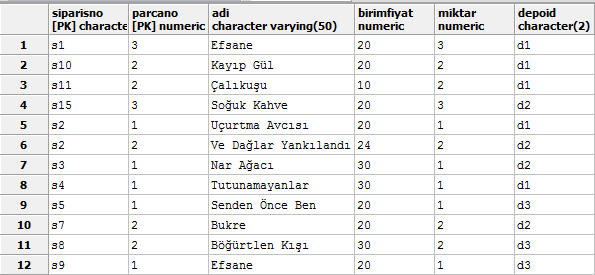 siparisno parcano adi birimfiyat miktar depoid
[PK] characte [PK] numeric character varying(50) numeric numeric character(2)
1 s1 3 Efsane 20 3 d1
2 s10 2 Kayıp Gül 20 2 d1
3 s11 2 Çalıkuşu 10 2 d1
4 s15 3 Soğuk Kahve 20 3 d2
5 s2 1 Uçurtma Avcısı 20 1 d1
6 s2 2 Ve Dağlar Yankılandı 24 2 d2
7 s3 1 Nar Ağacı 30 1 d2
8 s4 1 Tutunamayanlar 30 1 d1
9 s5 1 Senden Önce Ben 20 1 d3
10 s7 2 Bukre 20 2 d2
11 s8 2 Böğürtlen Kışı 30 2 d3
12 s9 1 Efsane 20 1 d3